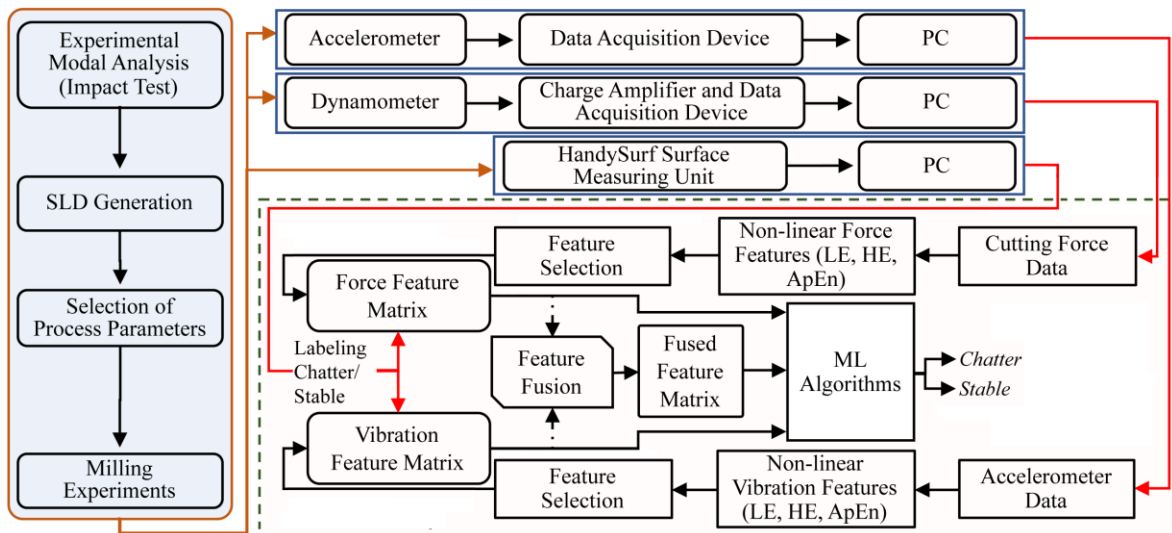 Experimental
Modal Analysis
(Impact Test)
SLD Generation
Selection of
Process Parameters
Milling
Experiments
Accelerometer
Data Acquisition Device
PC
Dynamometer
Charge Amplifier and Data
Acquisition Device
PC
HandySurf Surface
Measuring Unit
PC
Feature
Selection
Non-linear Force
Features (LE, HE,
ApEn)
Cutting Force
Data
Force Feature
Matrix
Labeling
Chatter/
Stable
Feature
Fusion
Fused
Feature
Matrix
ML
Algorithms
Chatter
Stable
Vibration
Feature Matrix
Feature
Selection
Non-linear
Vibration Features
(LE, HE, ApEn)
Accelerometer
Data